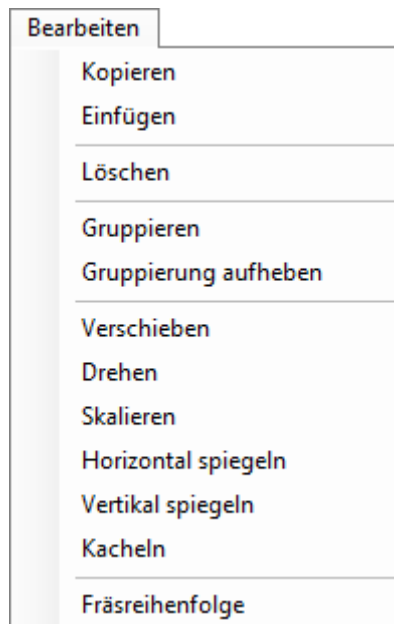 Bearbeiten
Kopieren
Einfügen
Löschen
Gruppieren
Gruppierung aufheben
Verschieben
Drehen
Skalieren
Horizontal spiegeln
Vertikal spiegeln
Kacheln
Fräsreihenfolge